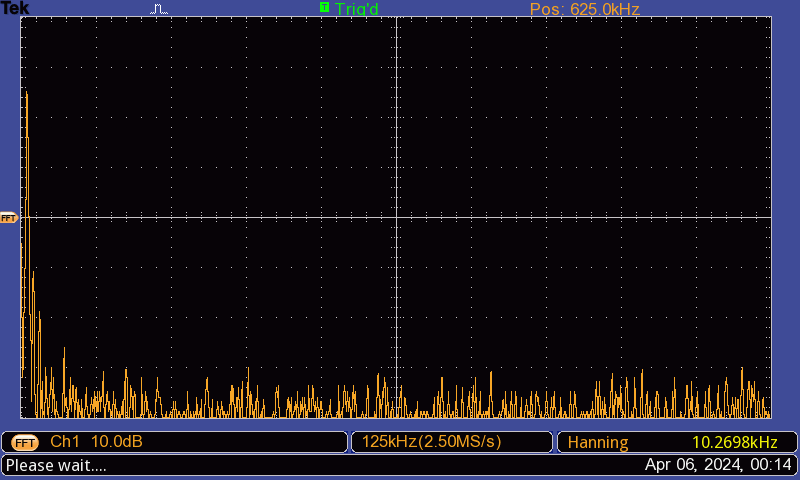 Tek T Trig'd Pos: 625.0kHz
FFT
FFT Ch1 10.0dB 125kHz(2.50MS/s) Hanning 10.2698kHz
Please wait.... Apr 06, 2024, 00:14